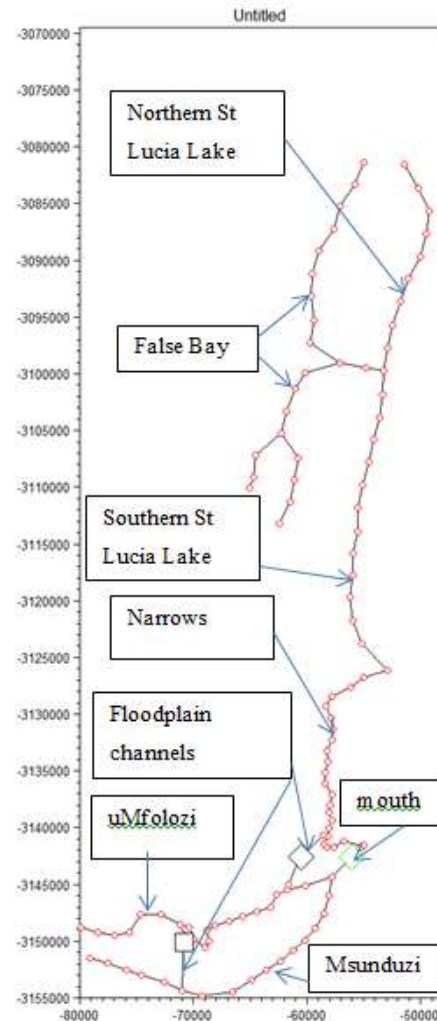 Untitled
-3070000
-3075000
-3080000
-3085000
-3090000
-3095000
-3100000
-3105000
-3110000
-3115000
-3120000
-3125000
-3130000
-3135000
-3140000
-3145000
-3150000
-3155000
Northern St
Lucia Lake
False Bay
Southern St
Lucia Lake
Narrows
Floodplain
channels
uMfolozi
mouth
Msunduzi
-80000
-70000
-60000
-50000